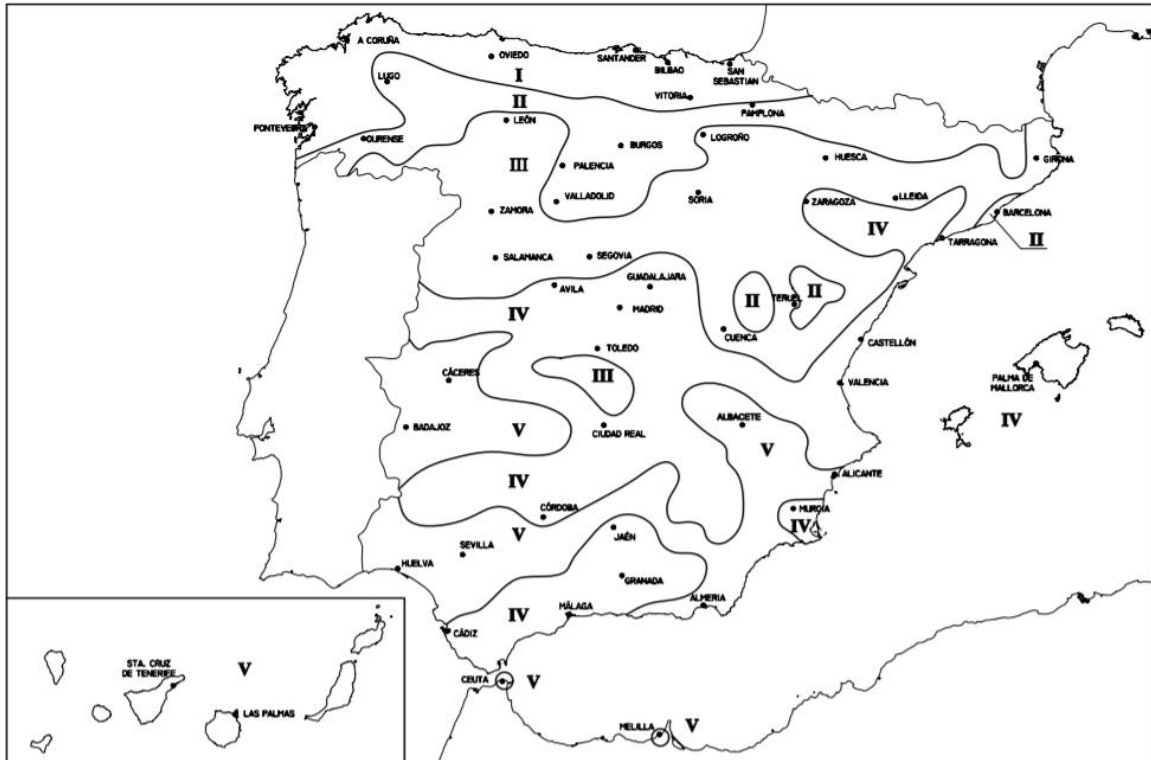 A CORUÑA
OVIEDO
SANTANDER
BILBAO
SAN
SEBASTIAN
LUGO
I
VITORIA
II
PAMPLONA
PONTEVEDRA
LEÓN
OURENSE
LOGROÑO
BURGOS
III
PALENCIA
HUESCA
GIRONA
VALLADOLID
SORIA
ZARAGOZA
LLEIDA
ZAMORA
BARCELONA
IV
II
TARRAGONA
SALAMANCA
SEGOVIA
AVILA
GUADALAJARA
TERUEL
II
II
IV
MADRID
CUENCA
CASTELLÓN
TOLEDO
CÁCERES
III
VALENCIA
PALMA DE
MALLORCA
IV
BADAJOZ
V
CIUDAD REAL
ALBACETE
V
IV
ALICANTE
CÓRDOBA
MURCIA
IV
V
JAÉN
SEVILLA
HUELVA
GRANADA
IV
MÁLAGA
ALMERIA
CÁDIZ
STA. CRUZ
DE TENERIFE
V
LAS PALMAS
CEUTA
V
MELILLA
V